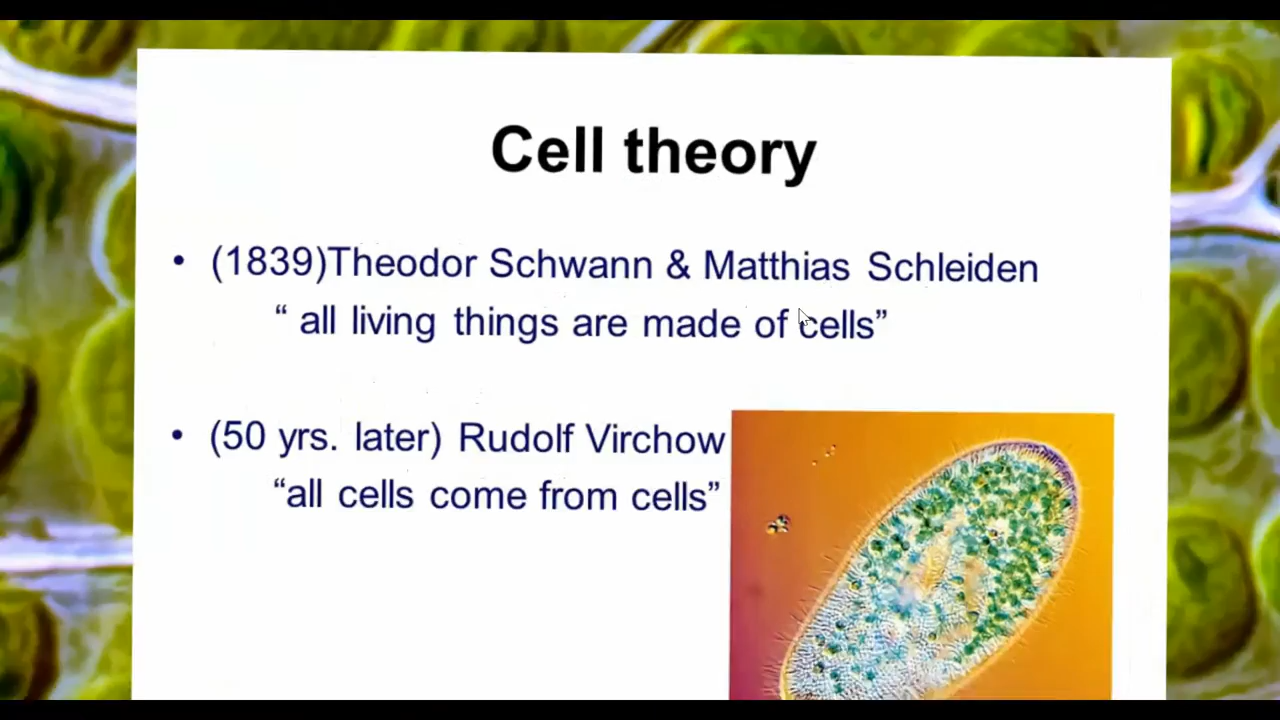 Cell theory
• (1839)Theodor Schwann & Matthias Schleiden
“ all living things are made of cells”
• (50 yrs. later) Rudolf Virchow
“all cells come from cells”